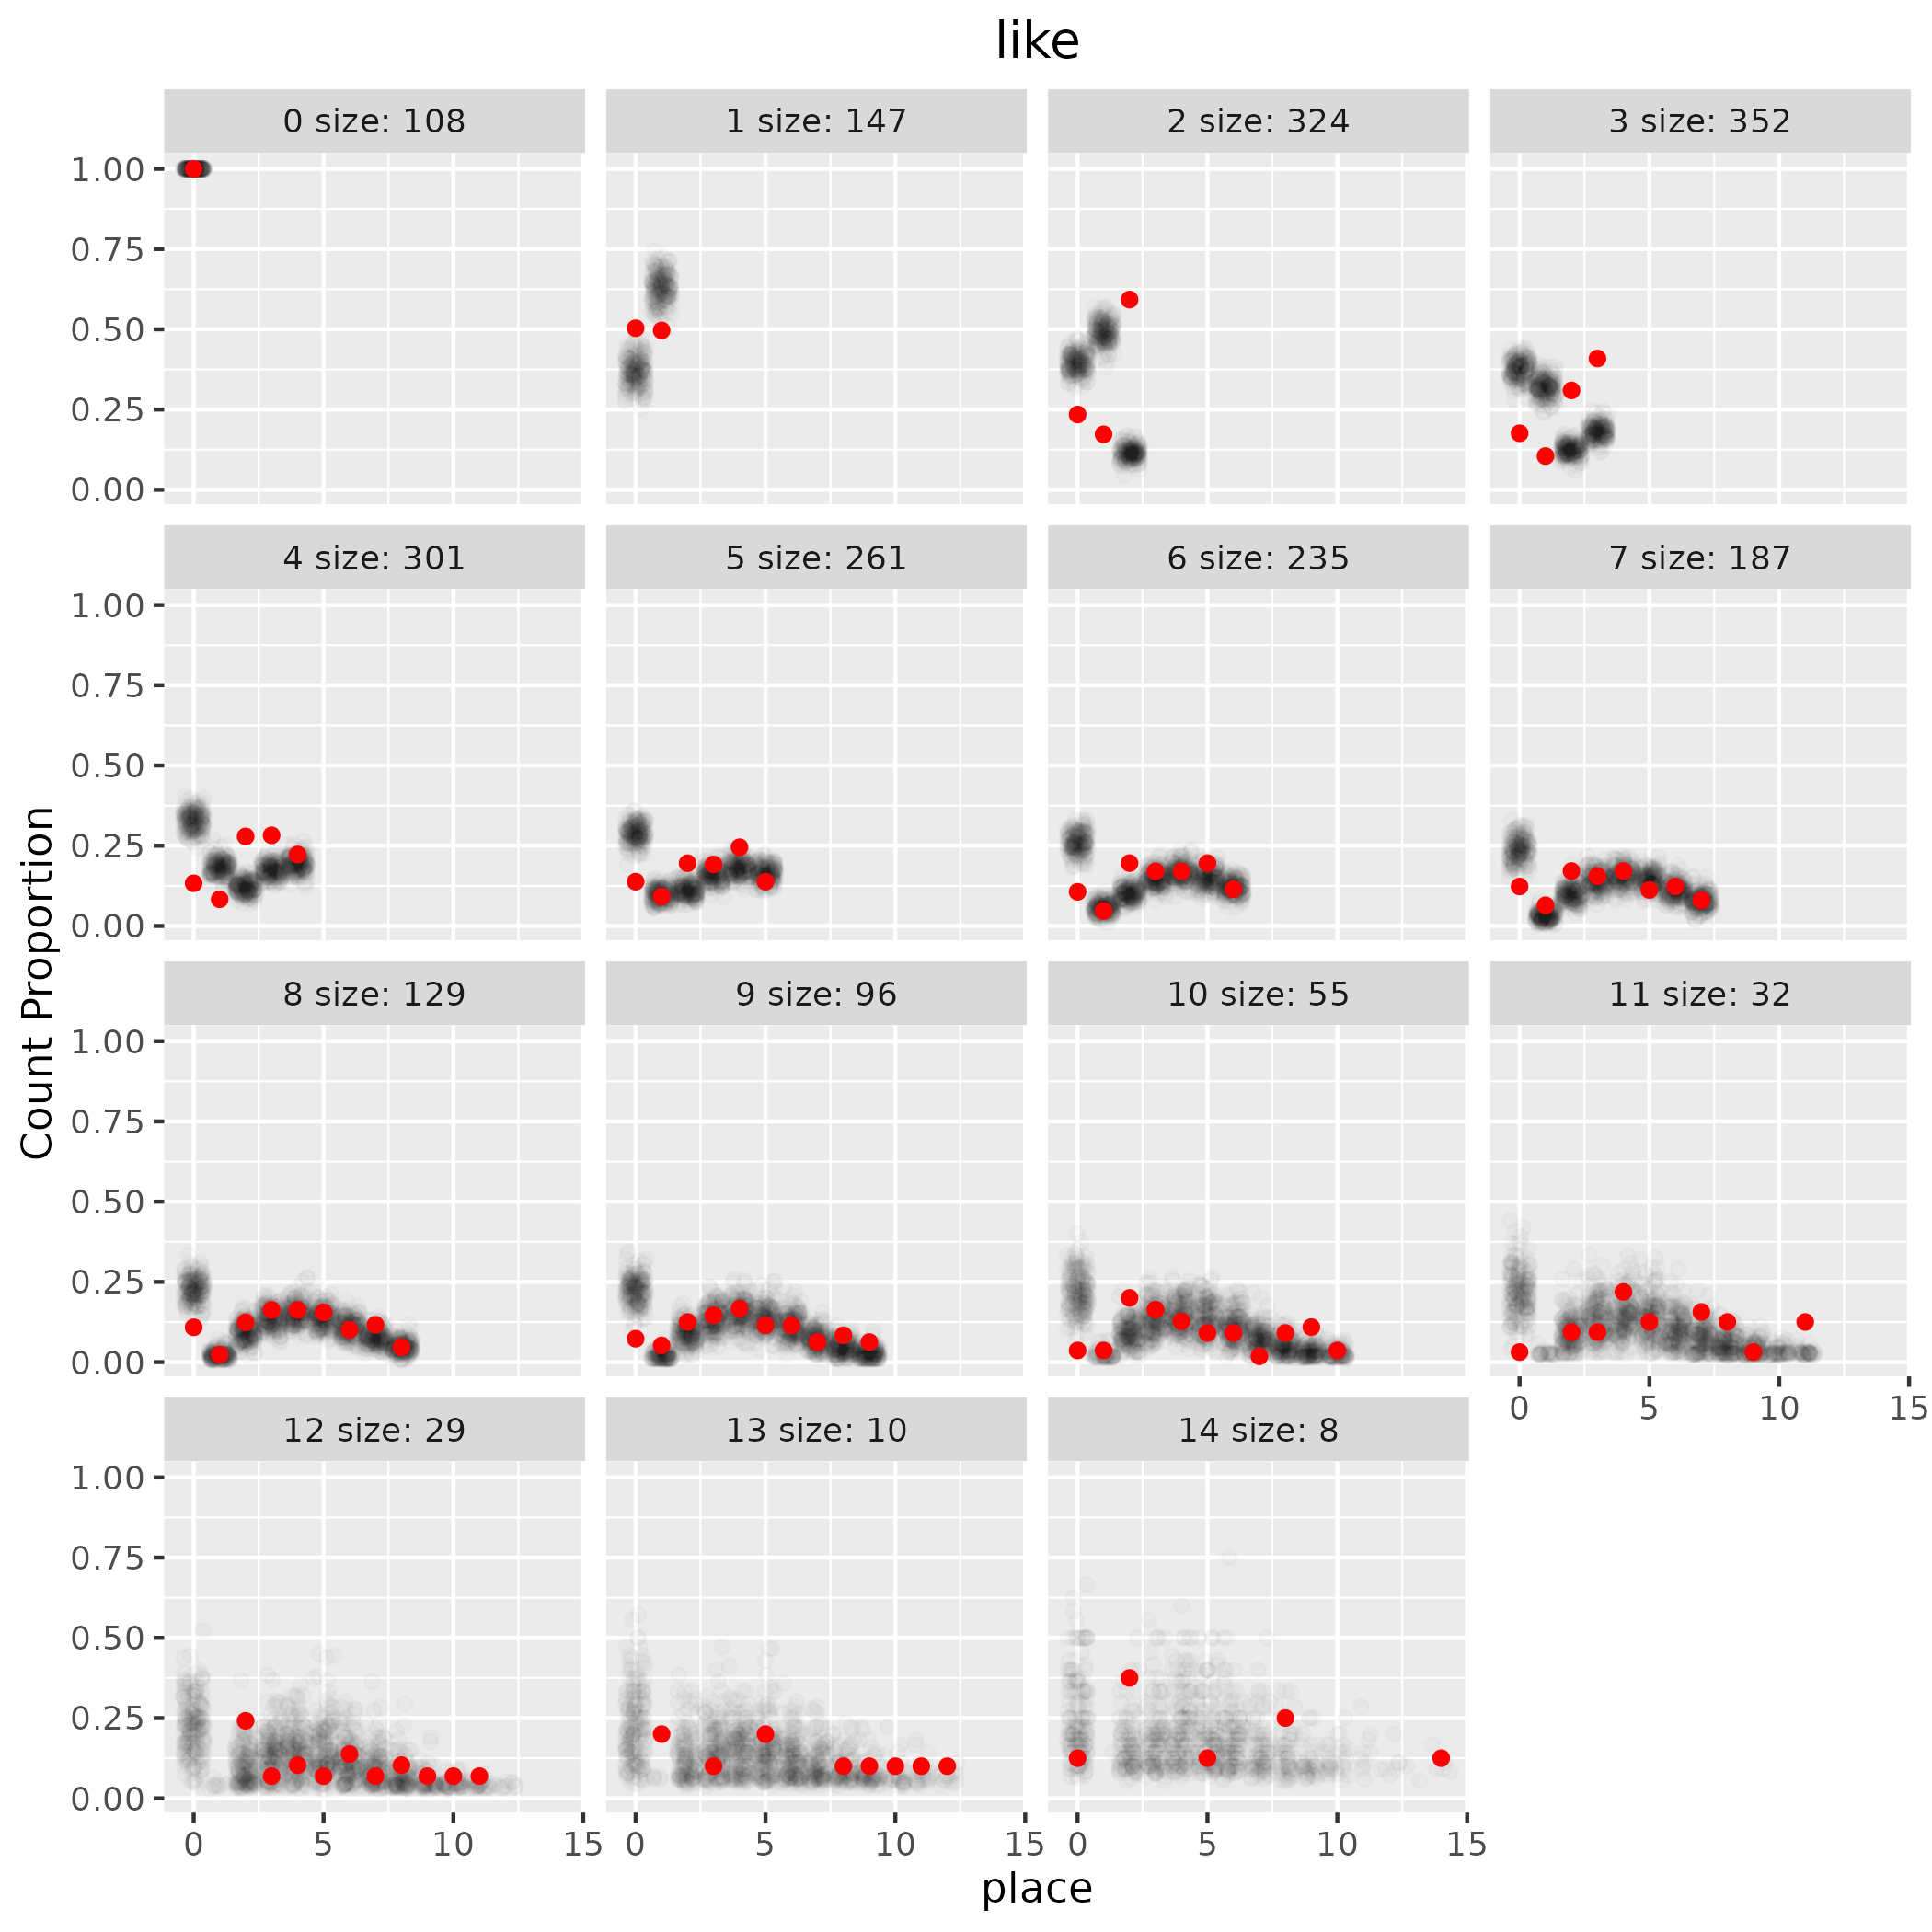 like
0 size: 108
1 size: 147
2 size: 324
3 size: 352
1.00
0.75
0.50
0.25
0.00
4 size: 301
5 size: 261
6 size: 235
7 size: 187
1.00
0.75
0.50
0.25
0.00
Count Proportion
8 size: 129
9 size: 96
10 size: 55
11 size: 32
1.00
0.75
0.50
0.25
0.00
0 5 10 15
12 size: 29
13 size: 10
14 size: 8
1.00
0.75
0.50
0.25
0.00
0 5 10 15
0 5 10 15
0 5 10 15
place